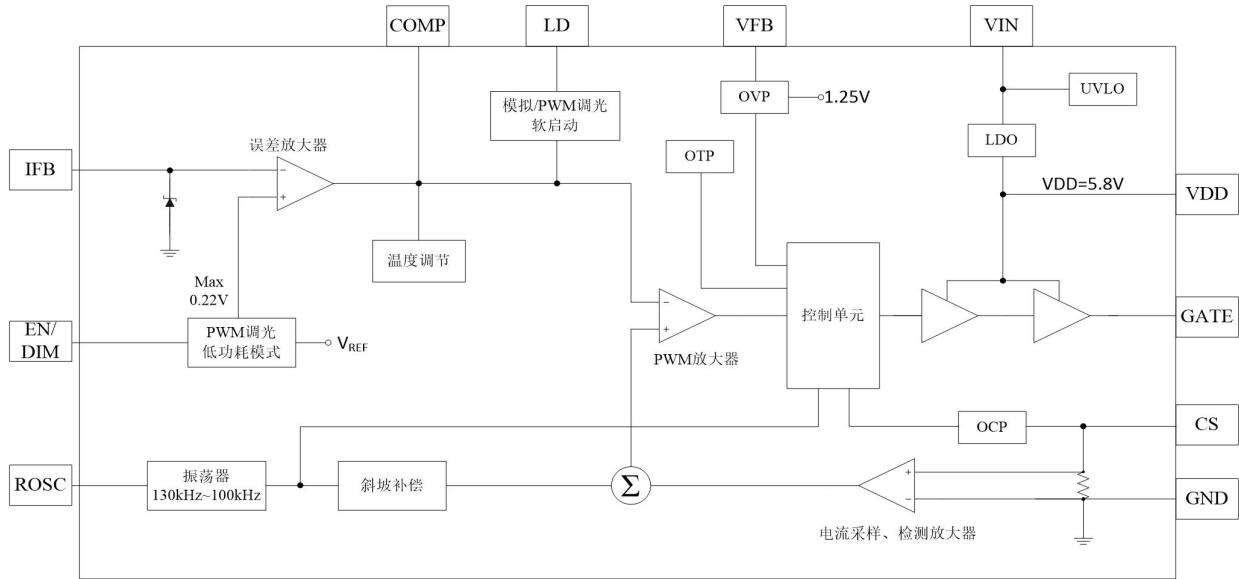 COMP
LD
VFB
VIN
OVP
1.25V
UVLO
模拟/PWM调光
软启动
LDO
误差放大器
OTP
IFB
−
+
VDD=5.8V
VDD
温度调节
Max
0.22V
控制单元
−
+
GATE
EN/
DIM
PWM调光
低功耗模式
VREF
PWM放大器
OCP
CS
ROSC
振荡器
130kHz~100kHz
斜坡补偿
Σ
+
−
GND
电流采样、检测放大器